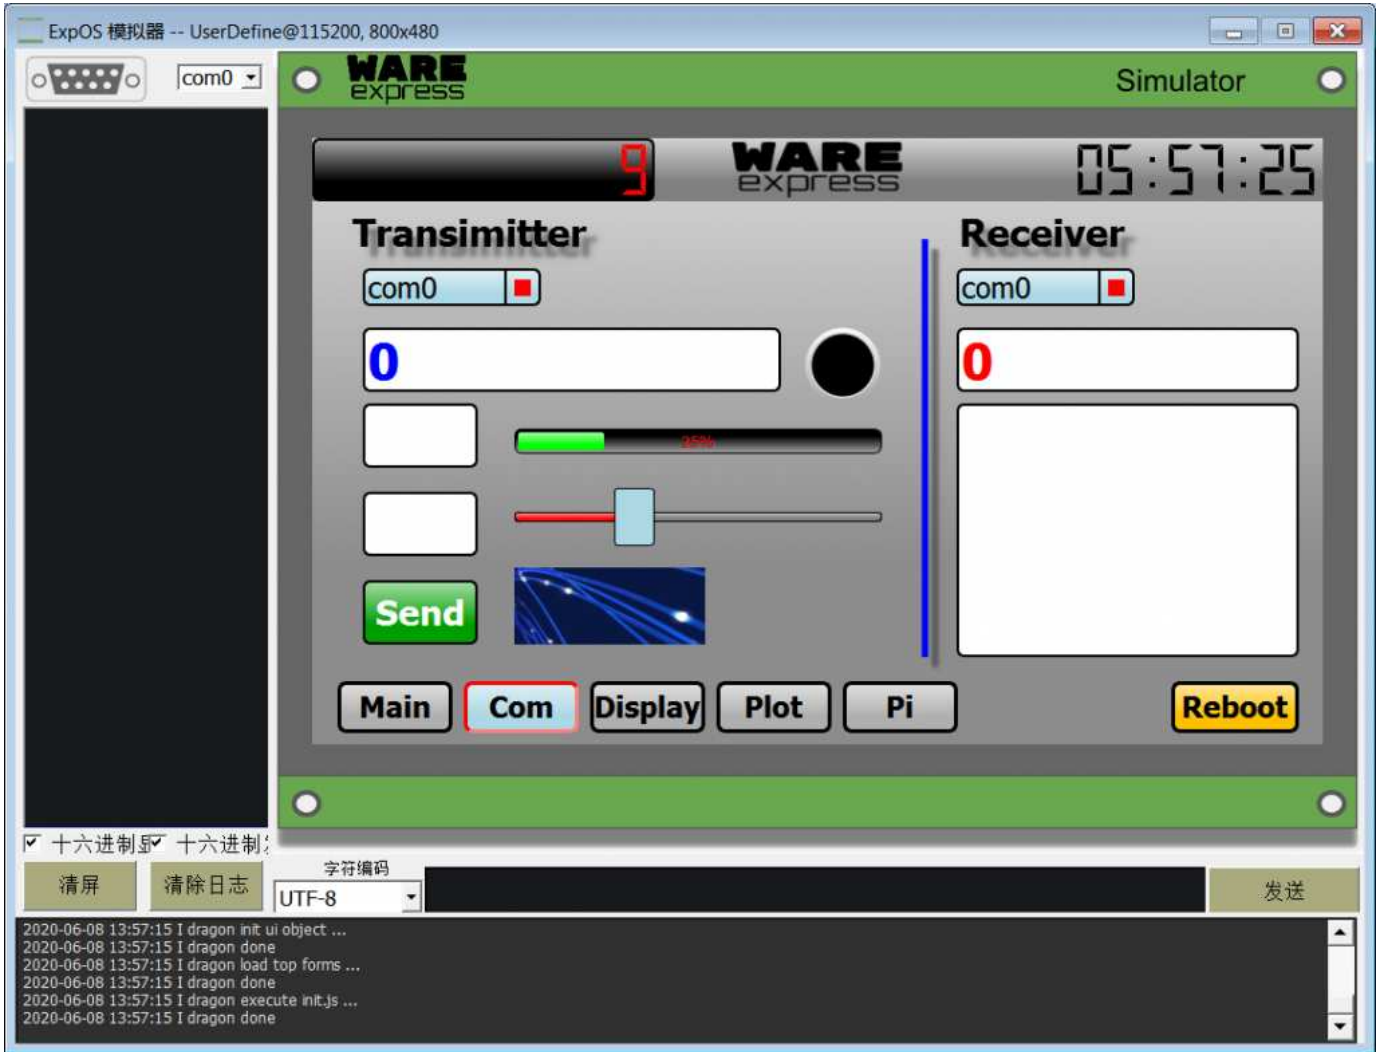 ExpOS 模拟器 -- UserDefine@115200, 800x480
com0
WARE
express
Simulator
9
WARE
express
05:57:25
Transimitter
Receiver
com0
com0
0
0
25%
Send
Main
Com
Display
Plot
Pi
Reboot
十六进制
十六进制
字符编码
清屏
清除日志
UTF-8
发送
2020-06-08 13:57:15 I dragon init ui object ...
2020-06-08 13:57:15 I dragon done
2020-06-08 13:57:15 I dragon load top forms ...
2020-06-08 13:57:15 I dragon done
2020-06-08 13:57:15 I dragon execute init.js ...
2020-06-08 13:57:15 I dragon done